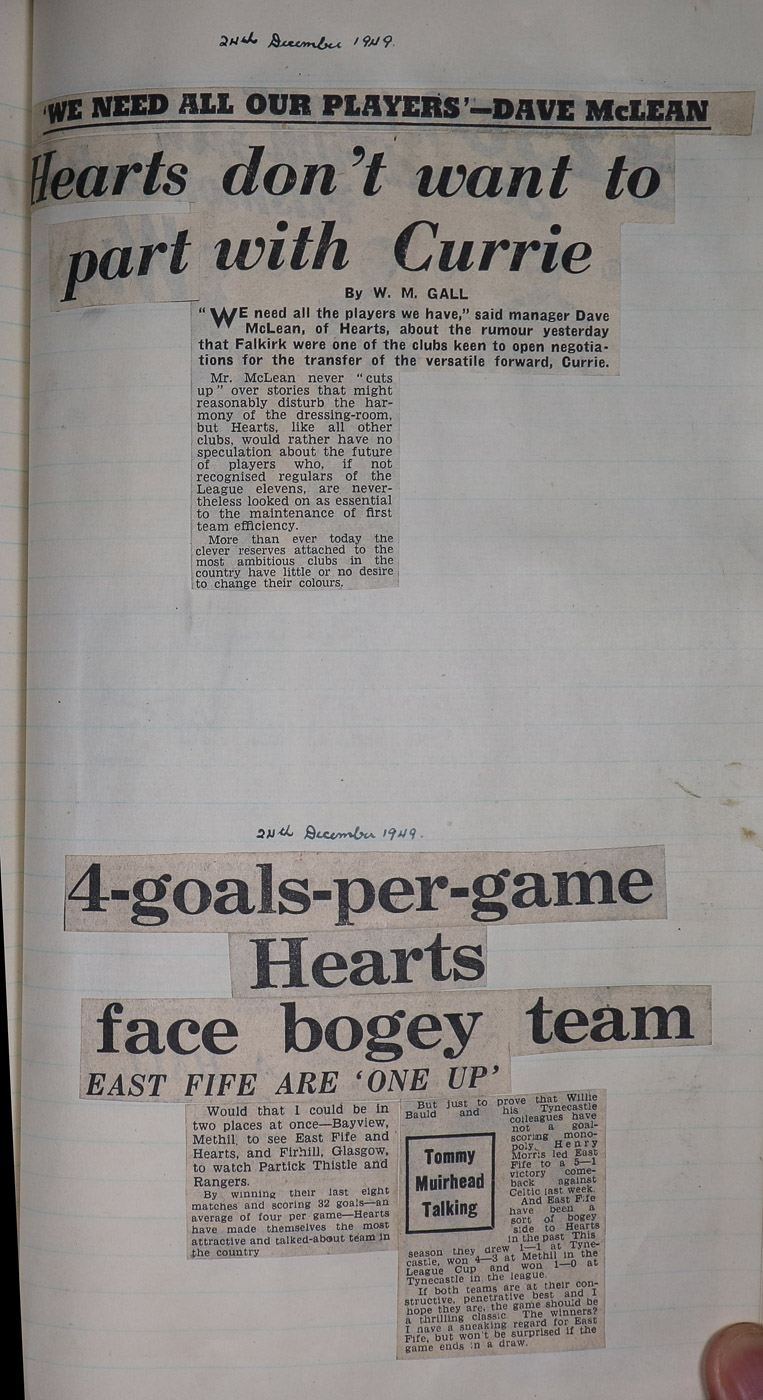 24th December 1949.
'WE NEED ALL OUR PLAYERS'—DAVE McLEAN
Hearts don't want to
part with Currie
By W. M. GALL
"WE need all the players we have," said manager Dave
McLean, of Hearts, about the rumour yesterday
that Falkirk were one of the clubs keen to open negotia-
tions for the transfer of the versatile forward, Currie.
Mr. McLean never "cuts
up" over stories that might
reasonably disturb the har-
mony of the dressing-room,
but Hearts, like all other
clubs, would rather have no
speculation about the future
of players who, if not
recognised regulars of the
League elevens, are never-
theless looked on as essential
to the maintenance of first
team efficiency.
More than ever today the
clever reserves attached to the
most ambitious clubs in the
country have little or no desire
to change their colours.
24th December 1949.
4-goals-per-game
Hearts
face bogey team
EAST FIFE ARE 'ONE UP'
Would that I could be in
two places at once—Bayview,
Methil, to see East Fife and
Hearts, and Firhill, Glasgow,
to watch Partick Thistle and
Rangers.
By winning their last eight
matches and scoring 32 goals—an
average of four per game—Hearts
have made themselves the most
attractive and talked-about team in
the country
But just to prove that Willie
Bauld and his Tynecastle
colleagues have
not a goal-
scoring mono-
poly, Henry
Morris led East
Fife to a 5—1
victory come-
back against
Celtic last week.
And East Fife
have been a
sort of bogey
side to Hearts
in the past This
Tommy
Muirhead
Talking
season they drew 1—1 at Tyne-
castle, won 4—3 at Methil in the
League Cup and won 1—0 at
Tynecastle in the league.
If both teams are at their con-
structive, penetrative best and I
hope they are, the game should be
a thrilling classic The winners?
I have a sneaking regard for East
Fife, but won't be surprised if the
game ends in a draw.